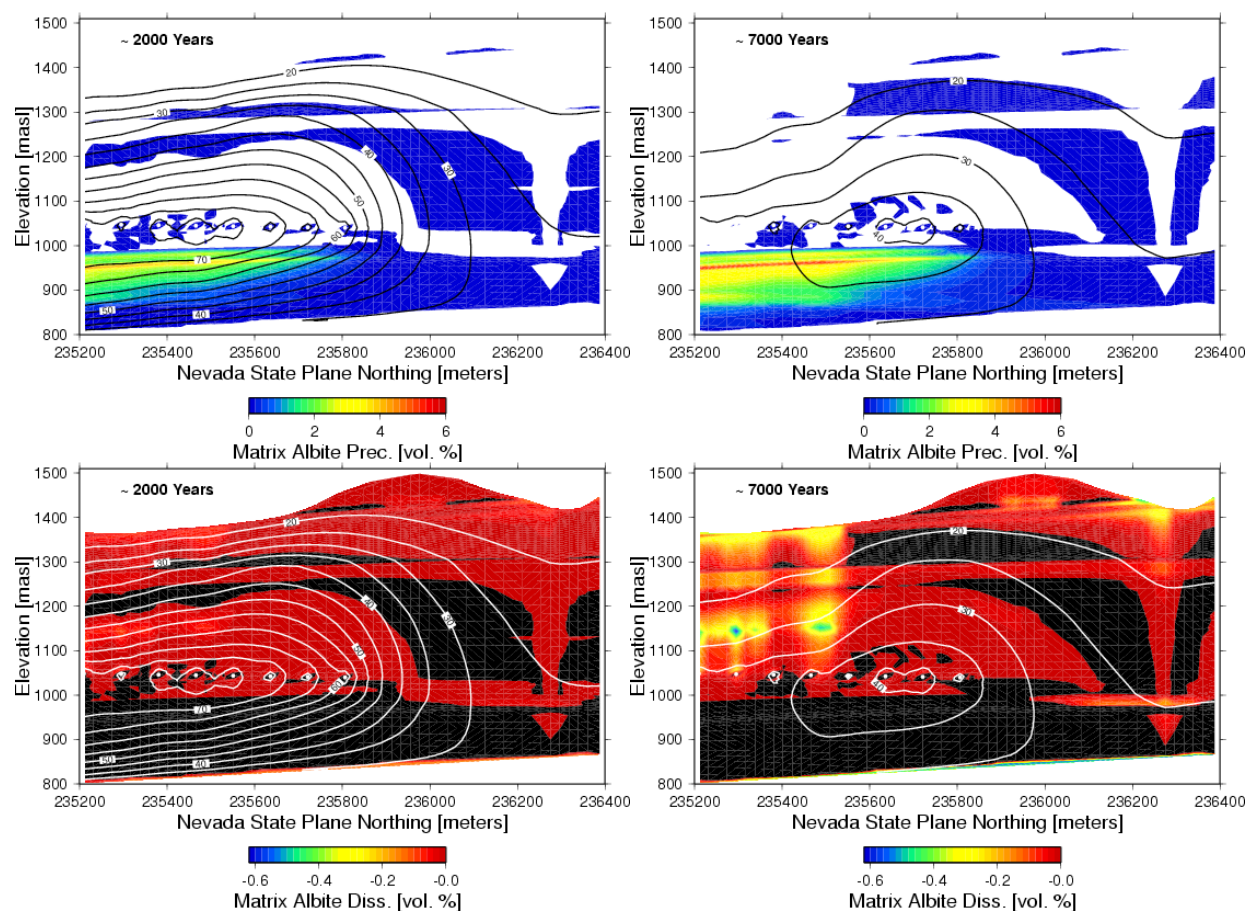 ~ 2000 Years
1500
1400
1300
1200
1100
1000
900
800
Elevation [masl]
20
30
40
50
30
60
70
50
40
235200 235400 235600 235800 236000 236200 236400
Nevada State Plane Northing [meters]
0 2 4 6
Matrix Albite Prec. [vol. %]
~ 7000 Years
1500
1400
1300
1200
1100
1000
900
800
Elevation [masl]
20
30
40
235200 235400 235600 235800 236000 236200 236400
Nevada State Plane Northing [meters]
0 2 4 6
Matrix Albite Prec. [vol. %]
~ 2000 Years
1500
1400
1300
1200
1100
1000
900
800
Elevation [masl]
20
30
40
30
50
60
70
50
40
235200 235400 235600 235800 236000 236200 236400
Nevada State Plane Northing [meters]
-0.6 -0.4 -0.2 -0.0
Matrix Albite Diss. [vol. %]
~ 7000 Years
1500
1400
1300
1200
1100
1000
900
800
Elevation [masl]
20
30
40
235200 235400 235600 235800 236000 236200 236400
Nevada State Plane Northing [meters]
-0.6 -0.4 -0.2 -0.0
Matrix Albite Diss. [vol. %]